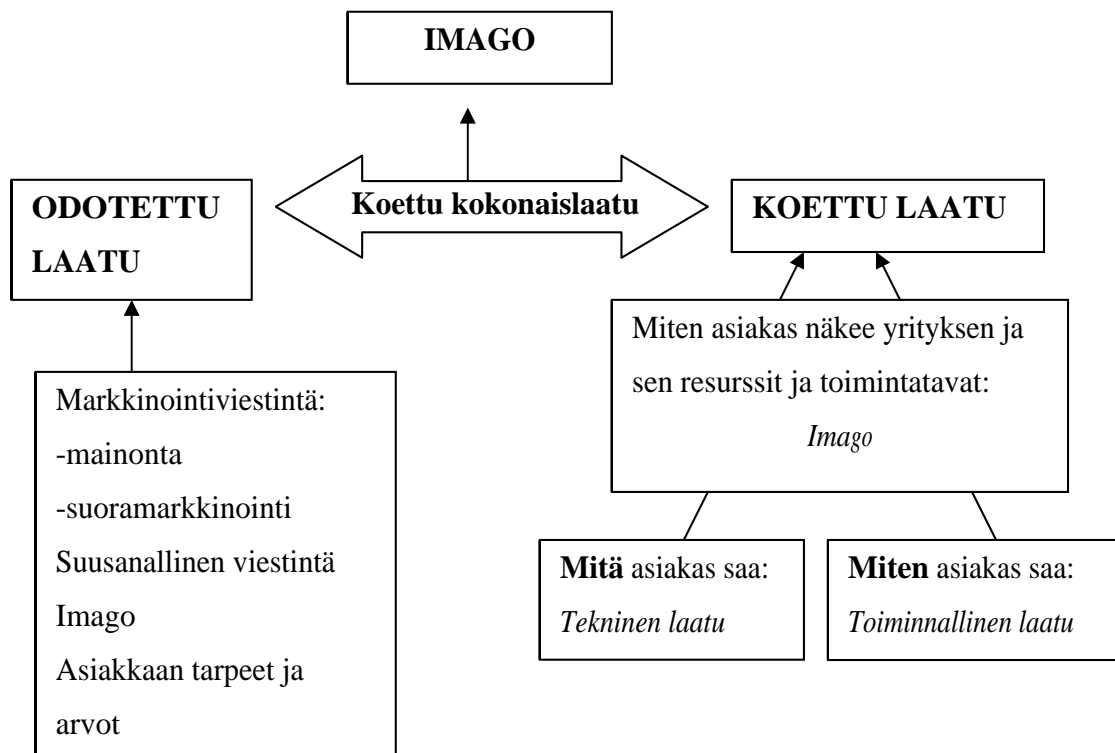 IMAGO
ODOTETTU
LAATU
Koettu kokonaislaatu
KOETTU LAATU
Markkinointiviestintä:
-mainonta
-suoramarkkinointi
Suusanallinen viestintä
Imago
Asiakkaan tarpeet ja
arvot
Miten asiakas näkee yrityksen ja
sen resurssit ja toimintatavat:
Imago
Mitä asiakas saa:
Tekninen laatu
Miten asiakas saa:
Toiminnallinen laatu